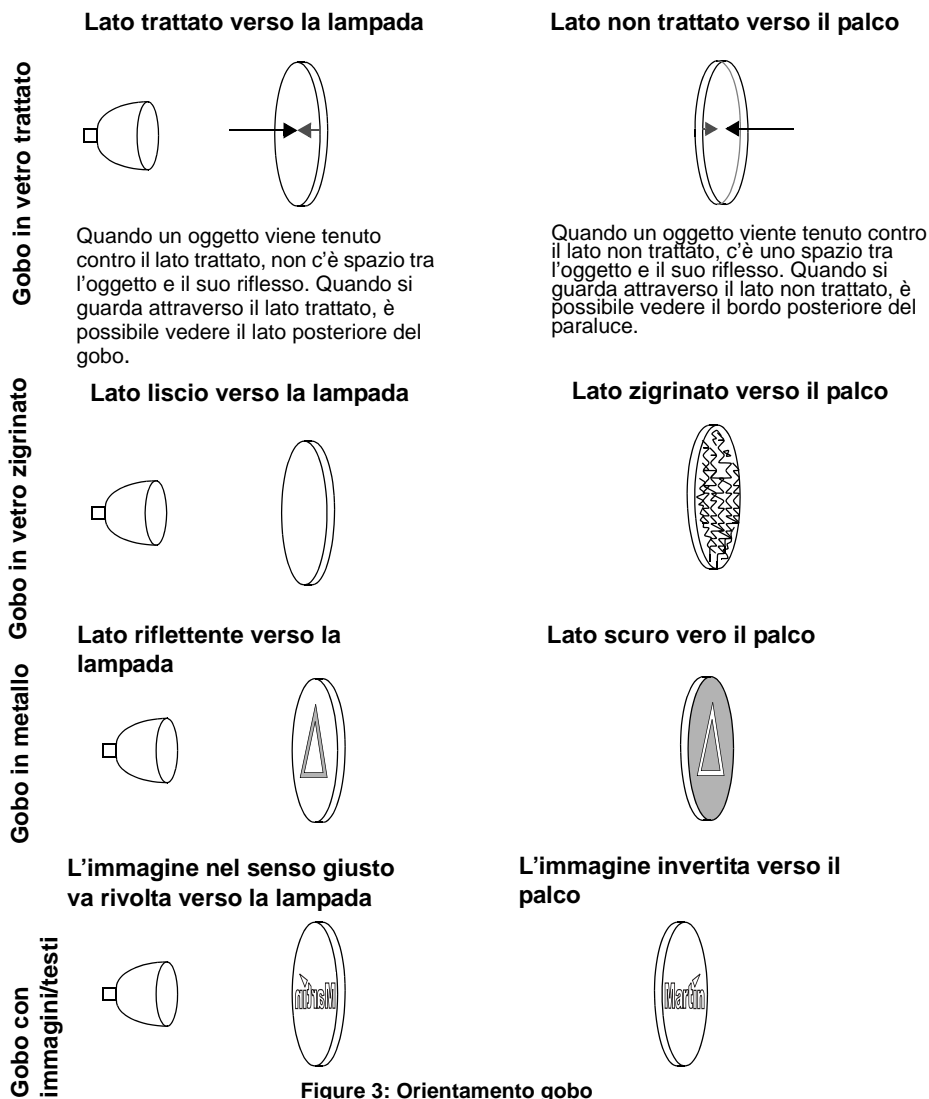 Lato trattato verso la lampada
Lato non trattato verso il palco
Gobo in vetro trattato
Quando un oggetto viene tenuto
contro il lato trattato, non c'è spazio tra
l'oggetto e il suo riflesso. Quando si
guarda attraverso il lato trattato, è
possibile vedere il lato posteriore del
gobo.
Quando un oggetto viente tenuto contro
il lato non trattato, c'è uno spazio tra
l'oggetto e il suo riflesso. Quando si
guarda attraverso il lato non trattato, è
possibile vedere il bordo posteriore del
paraluce.
Gobo in vetro zigrinato
Lato liscio verso la lampada
Lato zigrinato verso il palco
Gobo in metallo
Lato riflettente verso la
lampada
Lato scuro vero il palco
Gobo con
immagini/testi
L'immagine nel senso giusto
va rivolta verso la lampada
L'immagine invertita verso il
palco
Martin
Martin
Figure 3: Orientamento gobo